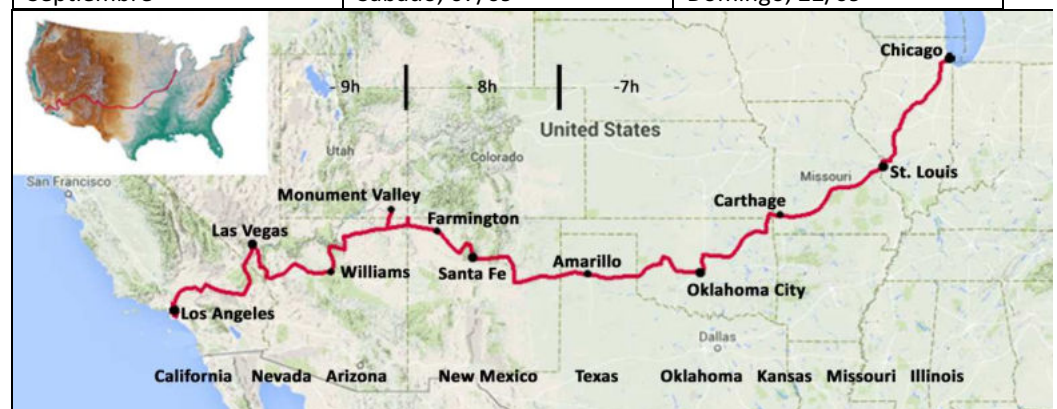 Septiembre Sábado, 07/09 Domingo, 22/09
Chicago
- 9h - 8h -7h
United States
Utah
Colorado
San Francisco
Missouri
St. Louis
Monument Valley
Carthage
Farmington
Las Vegas
Amarillo
Williams
Santa Fe
Oklahoma City
Los Angeles
Dallas
California Nevada Arizona New Mexico Texas Oklahoma Kansas Missouri Illinois